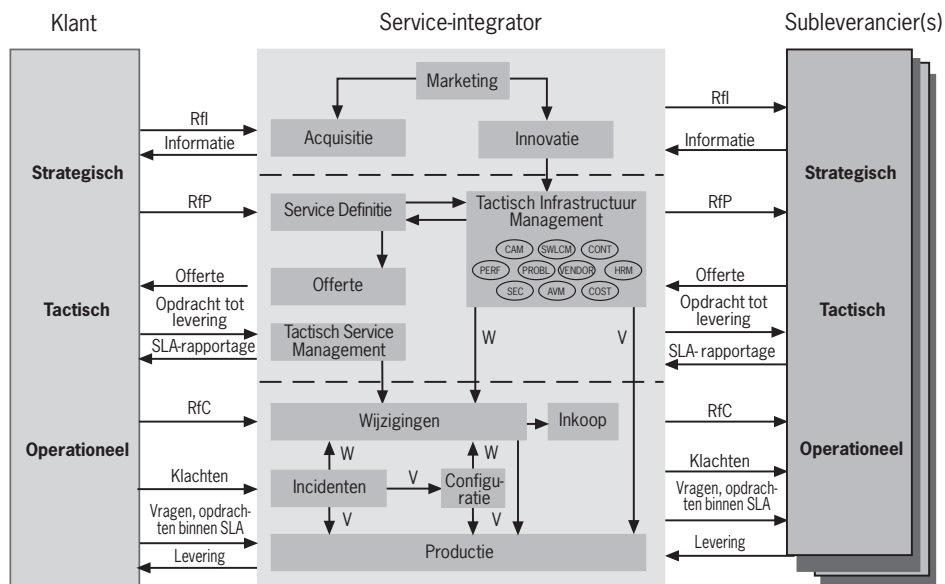 Klant
Service-integrator
Subleverancier(s)
Strategisch
Tactisch
Operationeel
RfI
Informatie
RfP
Offerte
Opdracht tot
levering
SLA-rapportage
RfC
Klachten
Vragen, opdrach-
ten binnen SLA
Levering
Marketing
Acquisitie
Innovatie
Service Definitie
Tactisch Infrastructuur
Management
CAM
SWLCM
CONT
PERF
PROBL
VENDOR
HRM
SEC
AVM
COST
Offerte
Tactisch Service
Management
W
V
Wijzigingen
Inkoop
W
W
Incidenten
V
Configu-
ratie
V
V
Productie
RfI
Informatie
RfP
Offerte
Opdracht tot
levering
SLA- rapportage
RfC
Klachten
Vragen, opdrach-
ten binnen SLA
Levering
Strategisch
Tactisch
Operationeel